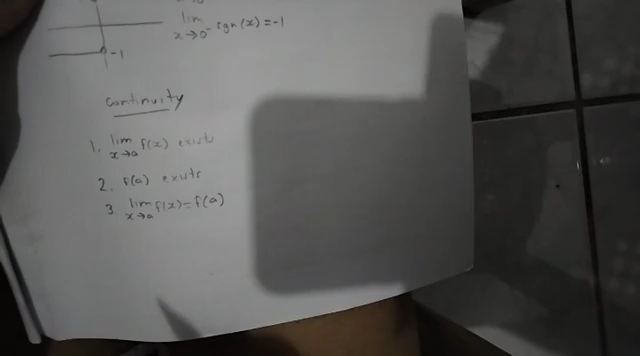 lim x→0⁻ sgn(x) = -1
-1
Continuity
1. lim x→a f(x) exists
2. f(a) exists
3. lim x→a f(x) = f(a)